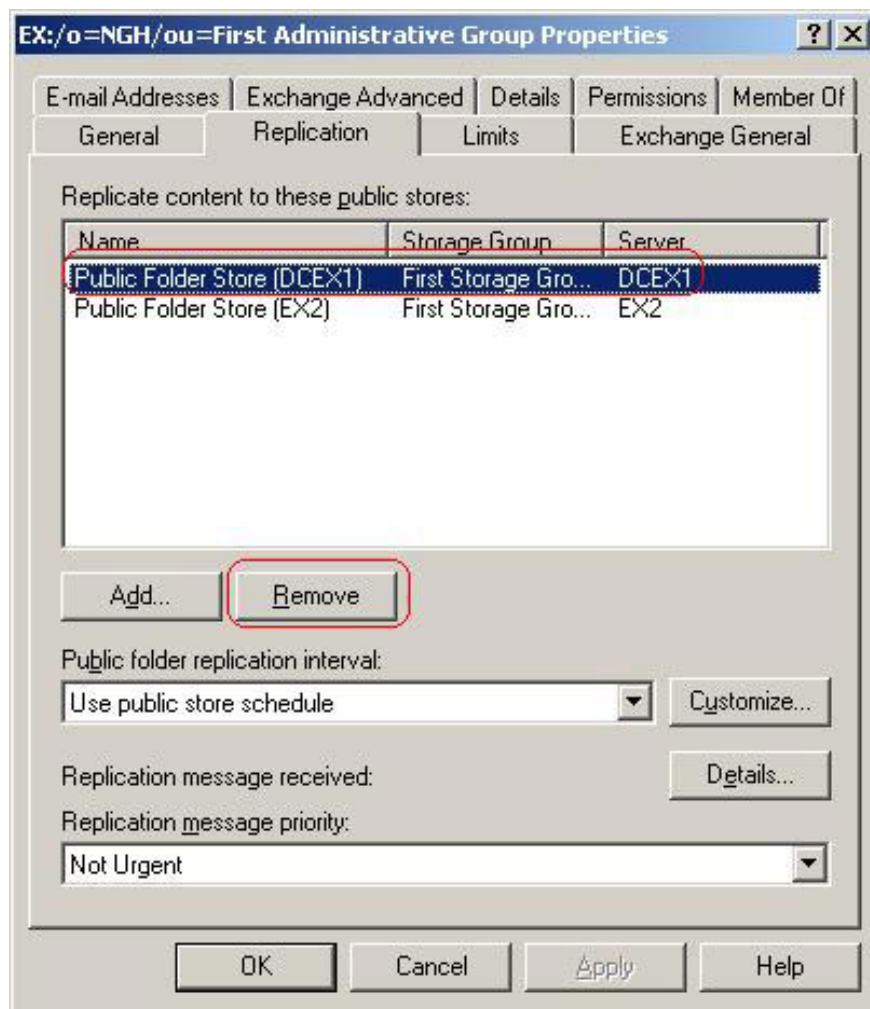 EX:/o=NGH/ou=First Administrative Group Properties
E-mail Addresses Exchange Advanced Details Permissions Member Of
General Replication Limits Exchange General
Replicate content to these public stores:
Name Storage Group Server
Public Folder Store (DCEX1) First Storage Gro... DCEX1
Public Folder Store (EX2) First Storage Gro... EX2
Add... Remove
Public folder replication interval:
Use public store schedule Customize...
Replication message received: Details...
Replication message priority:
Not Urgent
OK Cancel Apply Help